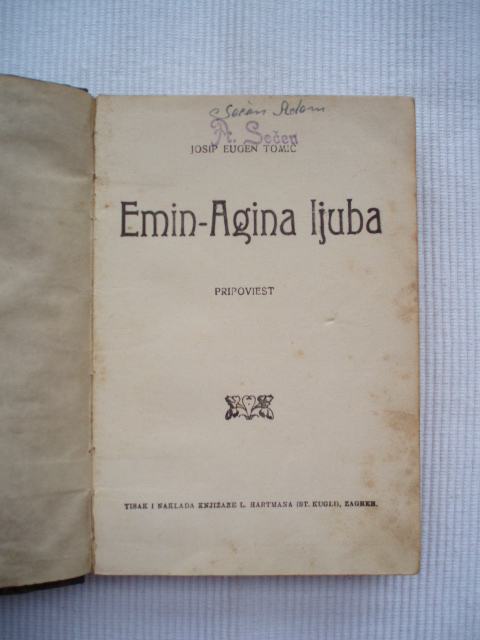 Sečen Adam
A. Sečen
JOSIP EUGEN TOMIĆ
Emin-Agina ljuba
PRIPOVIEST
TISAK I NAKLADA KNJIŽARE L. HARTMANA (ST. KUGLI), ZAGREB.